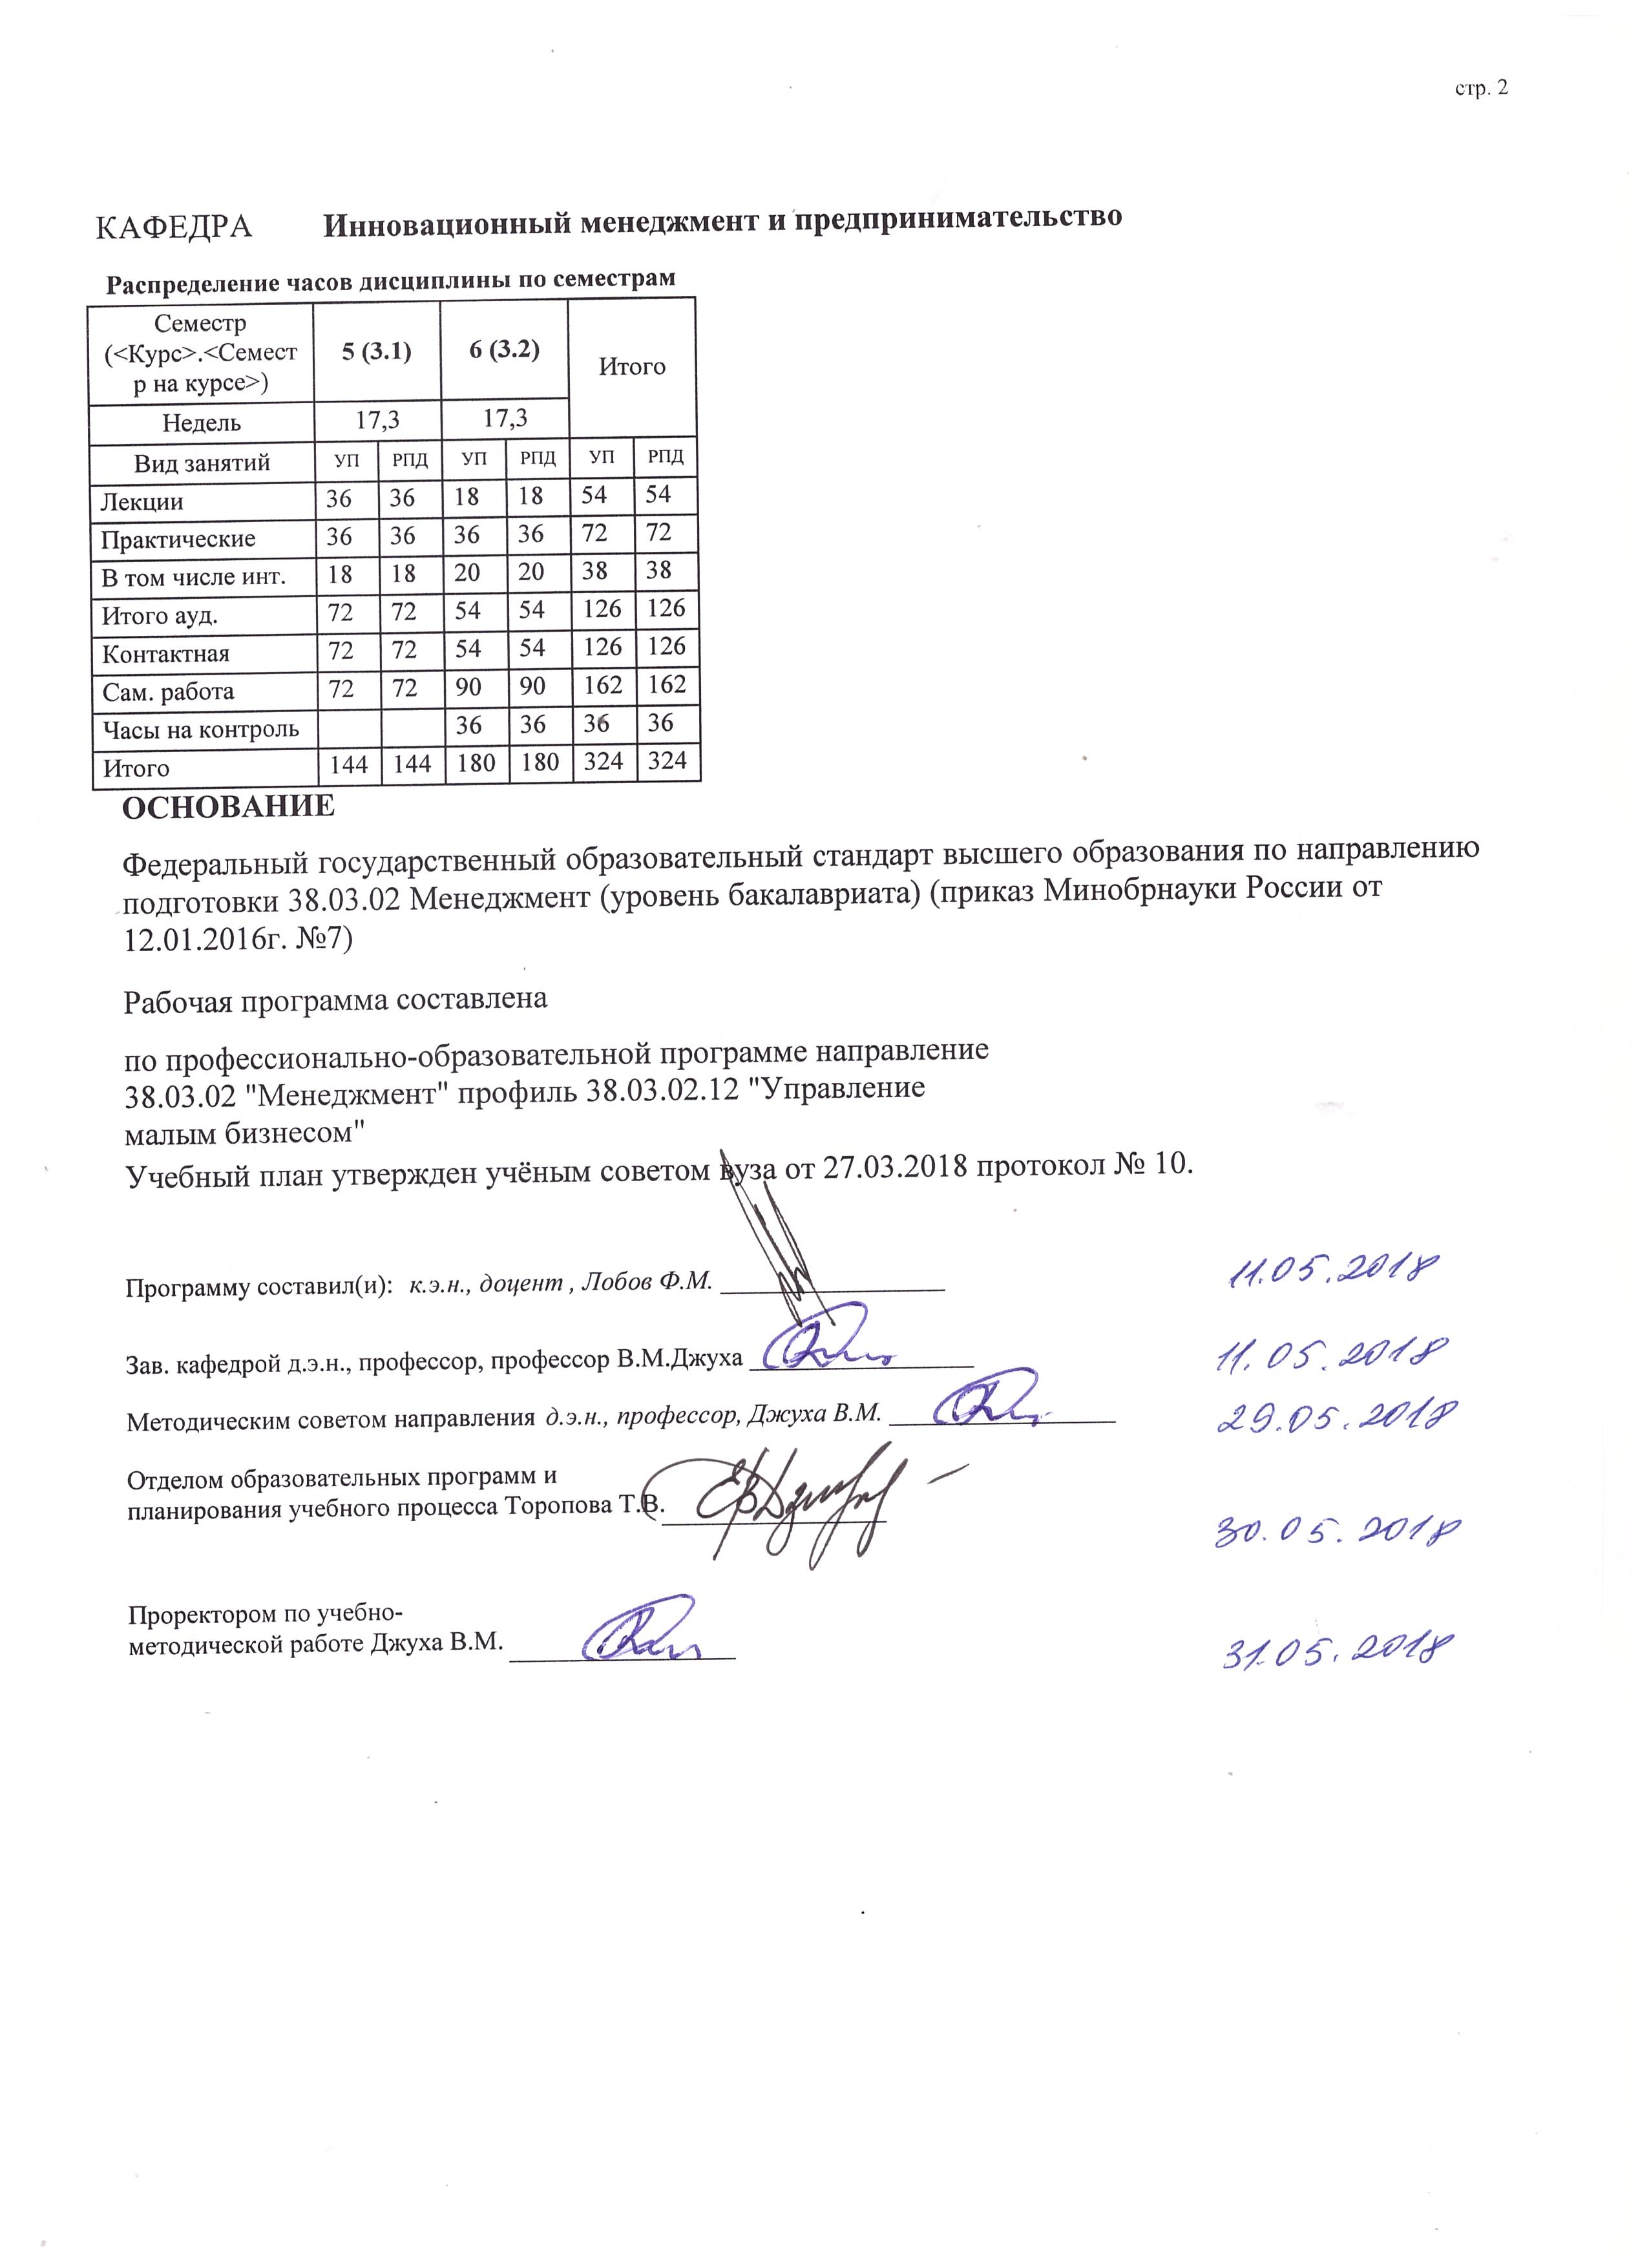 стр. 2
КАФЕДРА Инновационный менеджмент и предпринимательство
Распределение часов дисциплины по семестрам
Семестр (<Курс>.<Семест р на курсе>) 5 (3.1) 6 (3.2) Итого
Недель 17,3 17,3
Вид занятий УП РПД УП РПД УП РПД
Лекции 36 36 18 18 54 54
Практические 36 36 36 36 72 72
В том числе инт. 18 18 20 20 38 38
Итого ауд. 72 72 54 54 126 126
Контактная 72 72 54 54 126 126
Сам. работа 72 72 90 90 162 162
Часы на контроль 36 36 36 36
Итого 144 144 180 180 324 324
ОСНОВАНИЕ
Федеральный государственный образовательный стандарт высшего образования по направлению
подготовки 38.03.02 Менеджмент (уровень бакалавриата) (приказ Минобрнауки России от
12.01.2016г. №7)
Рабочая программа составлена
по профессионально-образовательной программе направление
38.03.02 "Менеджмент" профиль 38.03.02.12 "Управление
малым бизнесом"
Учебный план утвержден учёным советом вуза от 27.03.2018 протокол № 10.
Программу составил(и): к.э.н., доцент , Лобов Ф.М. 11.05.2018
Зав. кафедрой д.э.н., профессор, профессор В.М.Джуха 11.05.2018
Методическим советом направления д.э.н., профессор, Джуха В.М. 29.05.2018
Отделом образовательных программ и
планирования учебного процесса Торопова Т.В. 30.05.2018
Проректором по учебно-
методической работе Джуха В.М. 31.05.2018